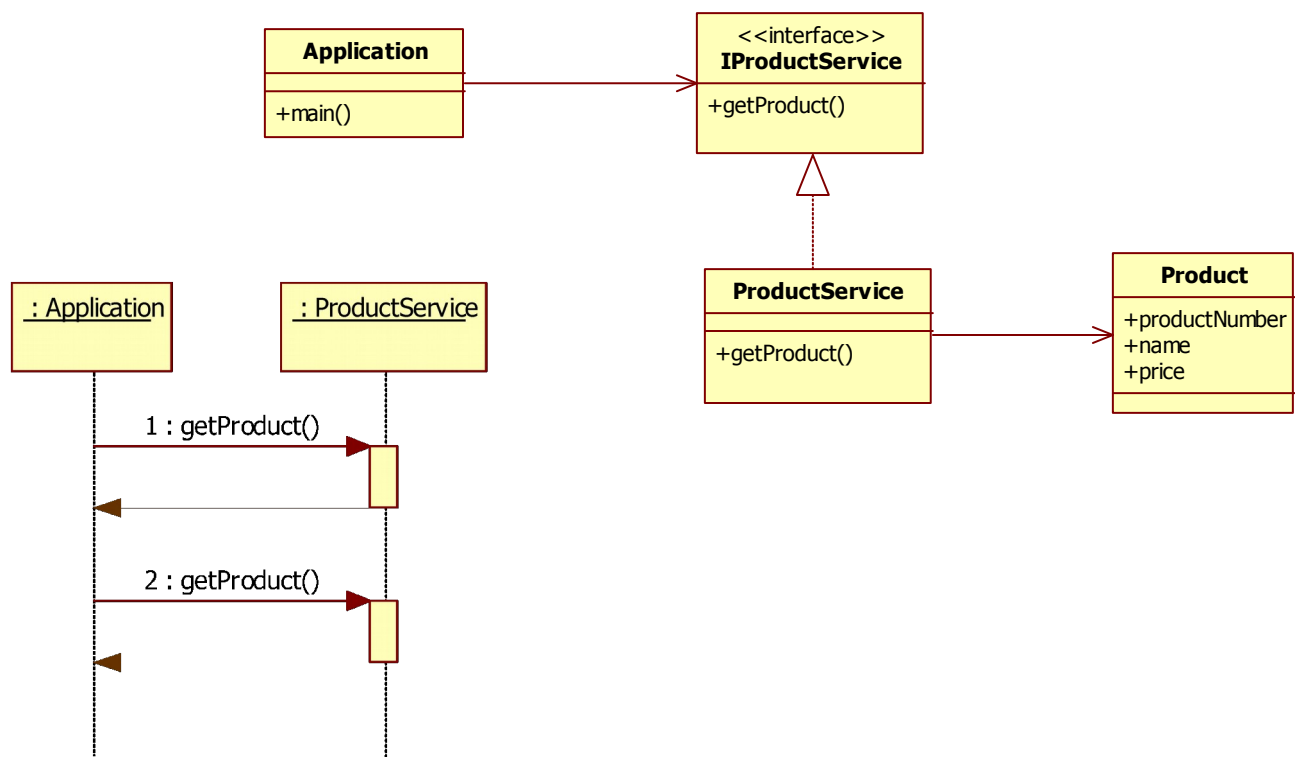 Application
+main()
<<interface>>
IProductService
+getProduct()
ProductService
+getProduct()
Product
+productNumber
+name
+price
: Application
: ProductService
1 : getProduct()
2 : getProduct()